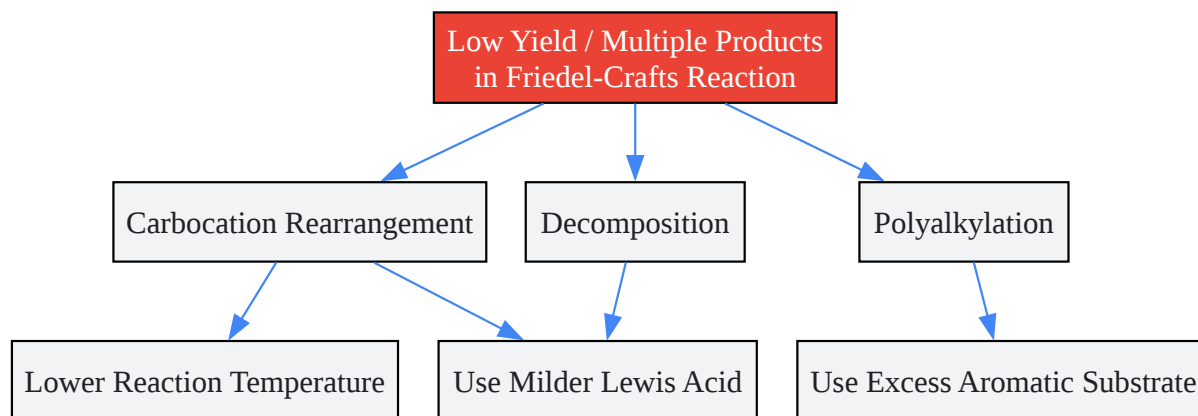 Low Yield / Multiple Products
in Friedel-Crafts Reaction
Carbocation Rearrangement
Decomposition
Polyalkylation
Lower Reaction Temperature
Use Milder Lewis Acid
Use Excess Aromatic Substrate